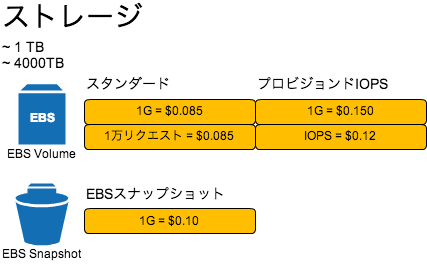 ストレージ
~ 1 TB
~ 4000TB
スタンダード
プロビジョンドIOPS
EBS
1G = $0.085
1G = $0.150
1万リクエスト = $0.085
IOPS = $0.12
EBS Volume
EBSスナップショット
1G = $0.10
EBS Snapshot